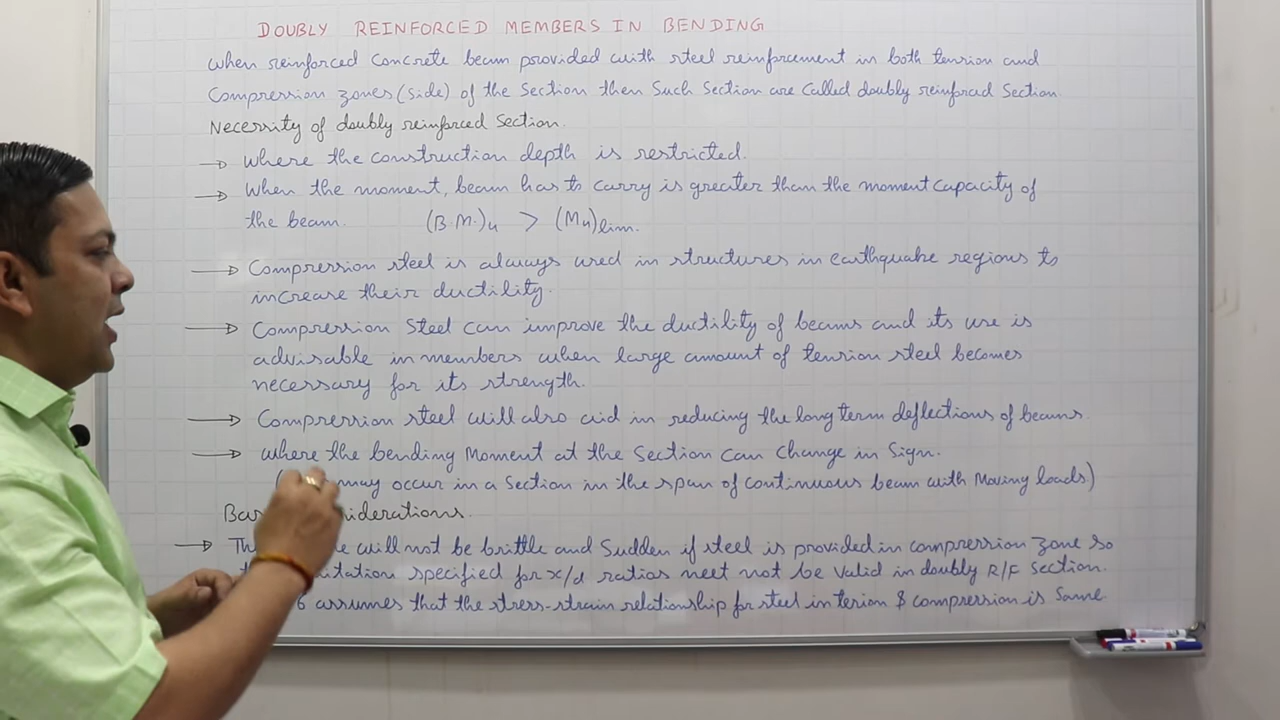 DOUBLY REINFORCED MEMBERS IN BENDING
when reinforced concrete beam provided with steel reinforcement in both tension and
Compression zones (side) of the Section then Such Section are Called doubly reinforced Section.
Necessity of doubly reinforced Section.
→ Where the construction depth is restricted.
→ When the moment, beam has to carry is greater than the moment capacity of
the beam. (B.M.)u > (Mu)lim.
→ Compression steel is always used in structures in earthquake regions to
increase their ductility.
→ Compression Steel can improve the ductility of beams and its use is
advisable in members when large amount of tension steel becomes
necessary for its strength.
→ Compression steel will also aid in reducing the long term deflections of beams.
→ where the bending Moment at the Section can Change in Sign.
( may occur in a Section in the span of continuous beam with Moving loads.)
Bas iderations.
→ Th e will not be brittle and Sudden if steel is provided in compression zone so
itation specified for x/d ratios neet not be valid in doubly R/F section.
6 assumes that the stress-strain relationship for steel in terion & compression is Same